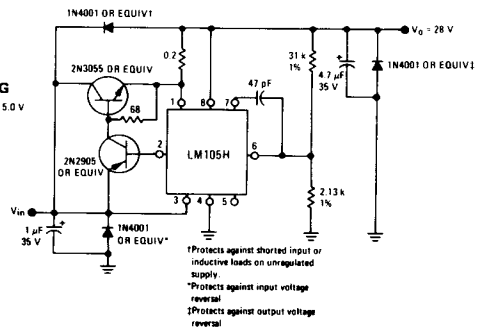 1N4001 OR EQUIV†
V₀ = 28 V
2N3055 OR EQUIV
0.2
31 k
1%
4.7 μF
35 V
1N4001 OR EQUIV‡
G
5.0 V
68
47 pF
1
8
7
2N2905
OR EQUIV
2
LM105H
6
2.13 k
1%
3
4
5
Vin
1 μF
35 V
1N4001
OR EQUIV*
†Protects against shorted input or
inductive loads on unregulated
supply.
*Protects against input voltage
reversal
‡Protects against output voltage
reversal